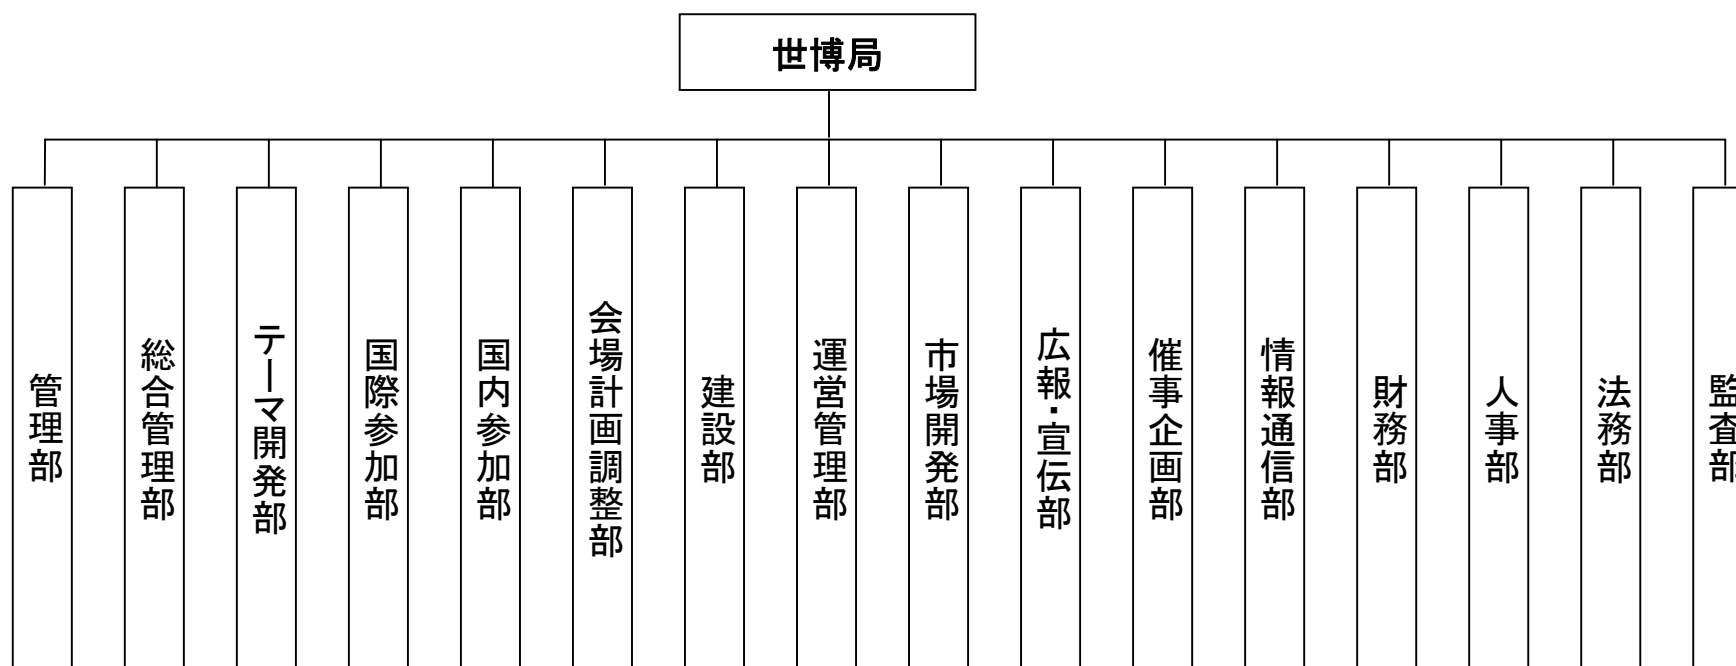 世博局
管理部
総合管理部
テーマ開発部
国際参加部
国内参加部
会場計画調整部
建設部
運営管理部
市場開発部
広報・宣伝部
催事企画部
情報通信部
財務部
人事部
法務部
監査部